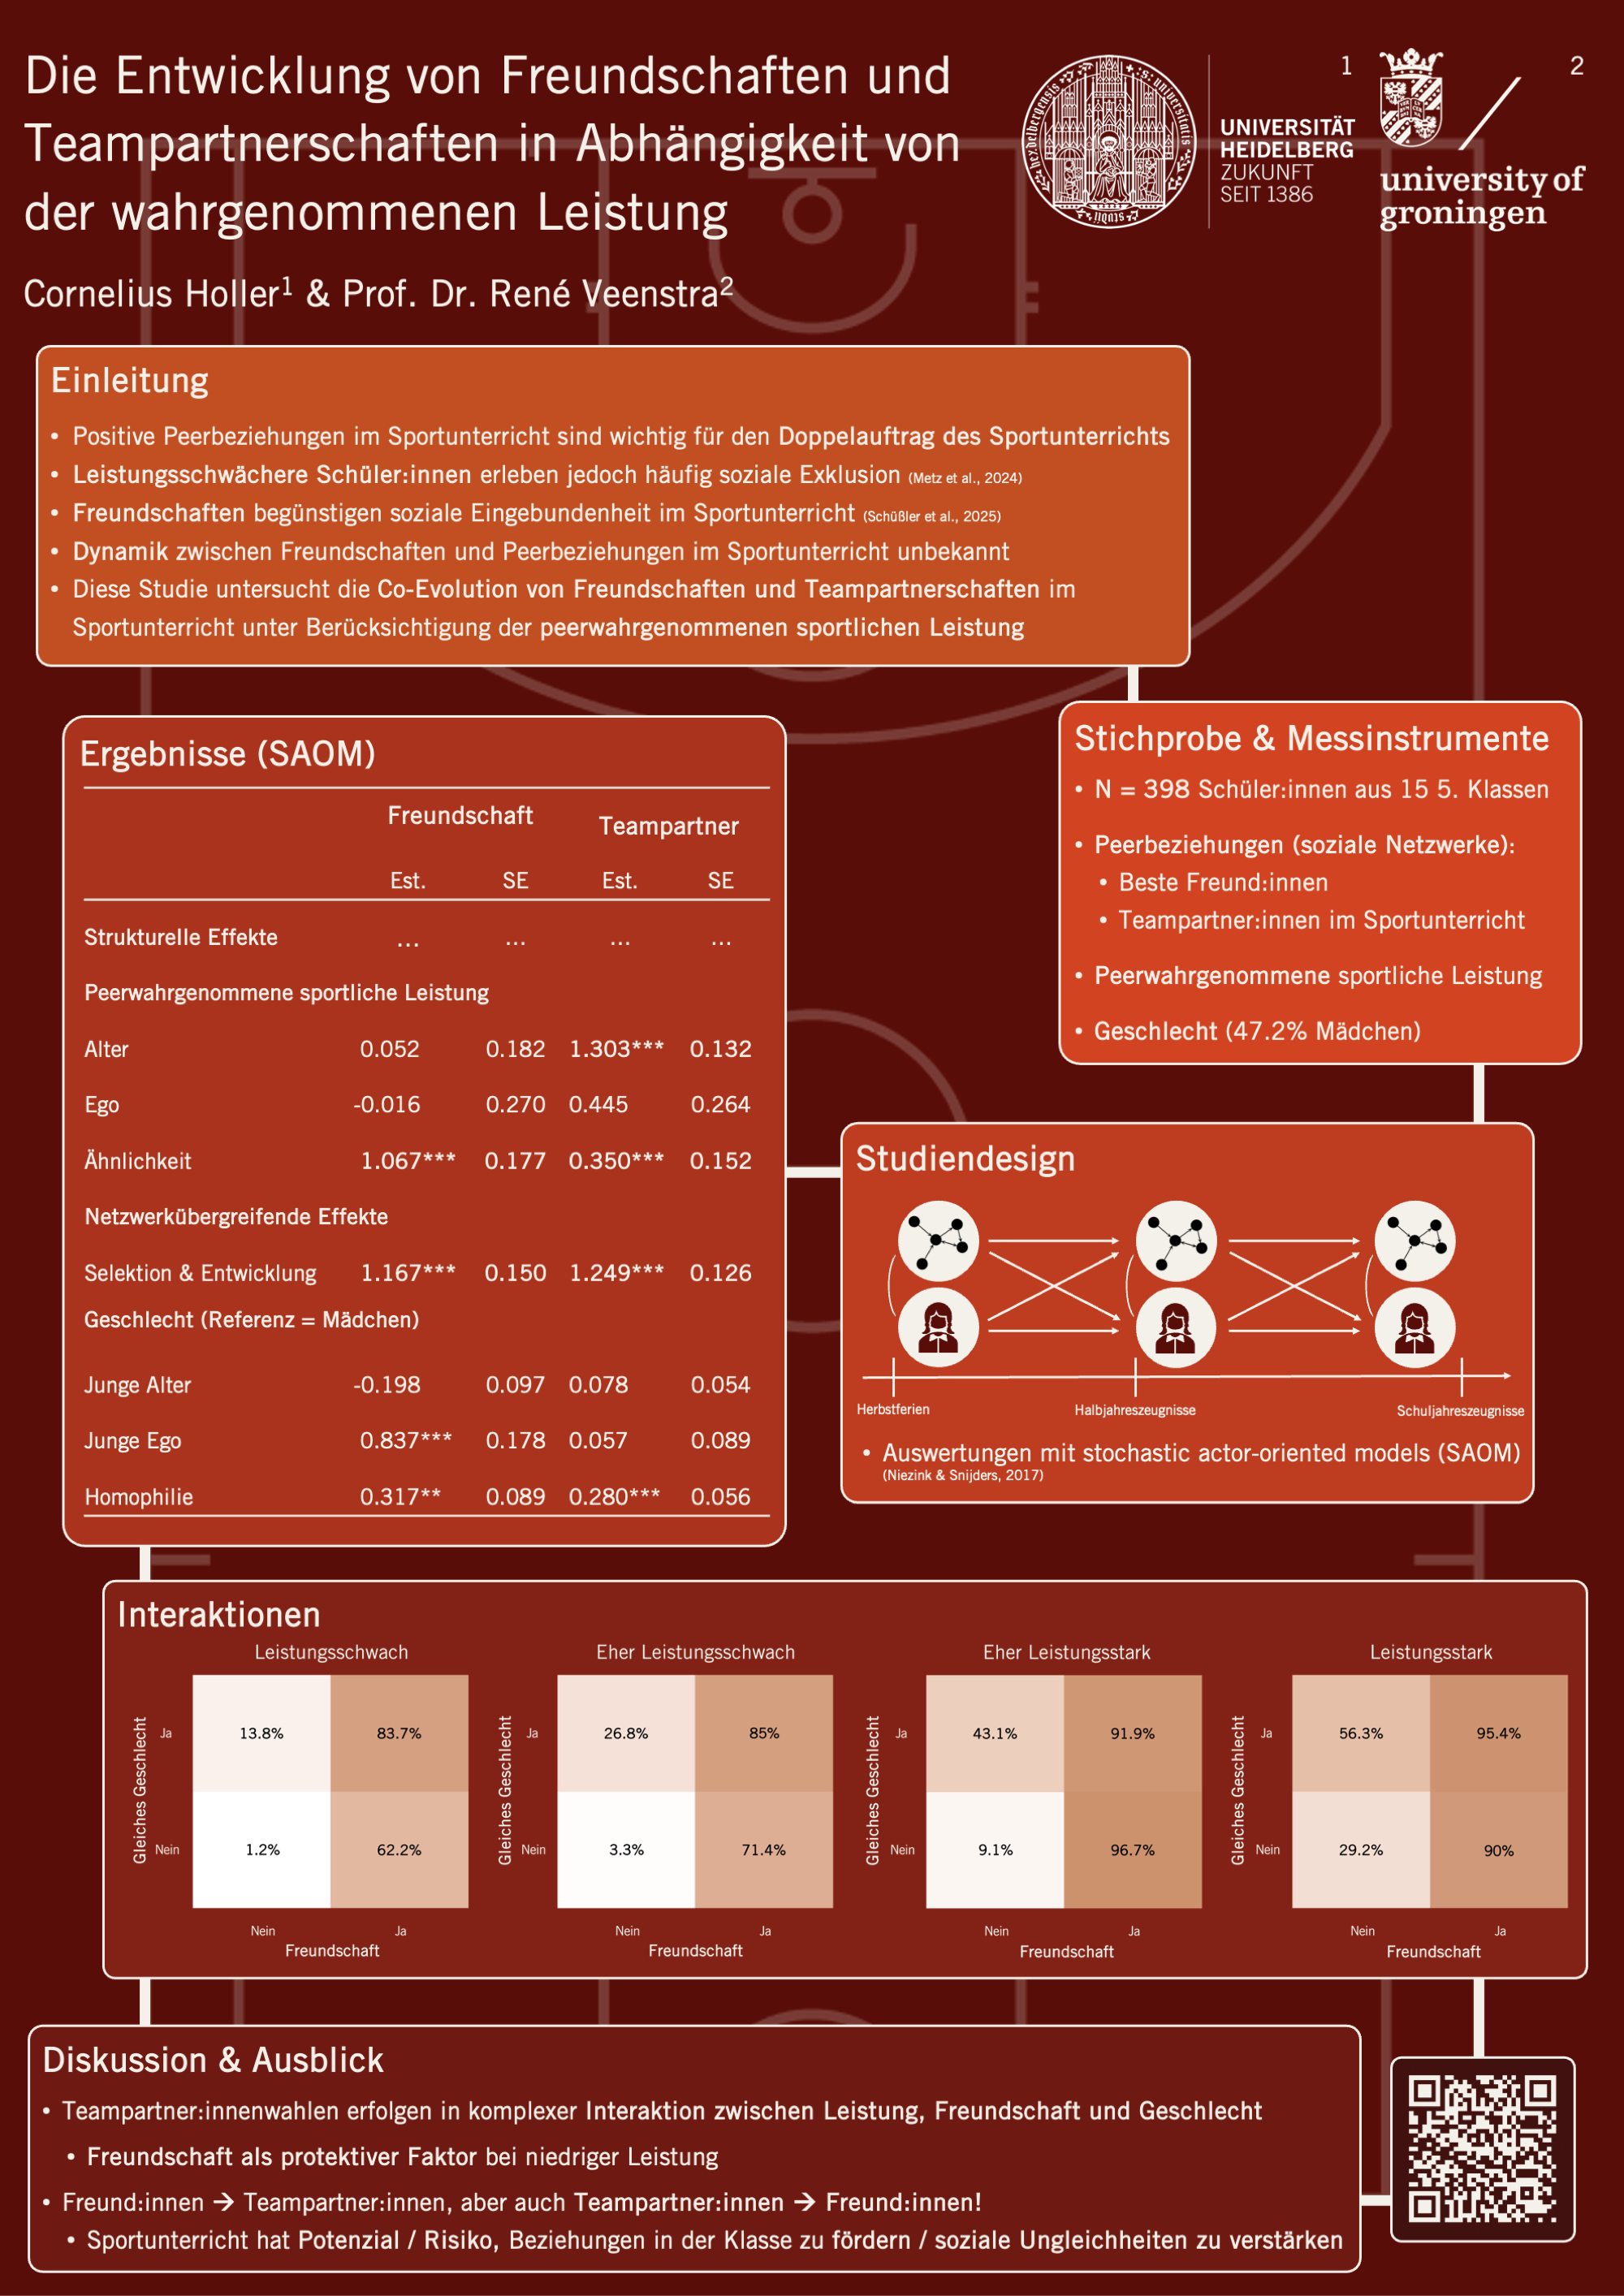 Die Entwicklung von Freundschaften und
Teampartnerschaften in Abhängigkeit von
der wahrgenommenen Leistung
Cornelius Holler¹ & Prof. Dr. René Veenstra²
1
UNIVERSITÄT
HEIDELBERG
ZUKUNFT
SEIT 1386
2
university of
groningen
Einleitung
• Positive Peerbeziehungen im Sportunterricht sind wichtig für den Doppelauftrag des Sportunterrichts
• Leistungsschwächere Schüler:innen erleben jedoch häufig soziale Exklusion (Metz et al., 2024)
• Freundschaften begünstigen soziale Eingebundenheit im Sportunterricht (Schüßler et al., 2025)
• Dynamik zwischen Freundschaften und Peerbeziehungen im Sportunterricht unbekannt
• Diese Studie untersucht die Co-Evolution von Freundschaften und Teampartnerschaften im
Sportunterricht unter Berücksichtigung der peerwahrgenommenen sportlichen Leistung
Stichprobe & Messinstrumente
• N = 398 Schüler:innen aus 15 5. Klassen
• Peerbeziehungen (soziale Netzwerke):
• Beste Freund:innen
• Teampartner:innen im Sportunterricht
• Peerwahrgenommene sportliche Leistung
• Geschlecht (47.2% Mädchen)
Studiendesign
Herbstferien Halbjahreszeugnisse Schuljahreszeugnisse
• Auswertungen mit stochastic actor-oriented models (SAOM)
(Niezink & Snijders, 2017)
Ergebnisse (SAOM)
Freundschaft Teampartner
Est. SE Est. SE
Strukturelle Effekte ... ... ... ...
Peerwahrgenommene sportliche Leistung
Alter 0.052 0.182 1.303*** 0.132
Ego -0.016 0.270 0.445 0.264
Ähnlichkeit 1.067*** 0.177 0.350*** 0.152
Netzwerkübergreifende Effekte
Selektion & Entwicklung 1.167*** 0.150 1.249*** 0.126
Geschlecht (Referenz = Mädchen)
Junge Alter -0.198 0.097 0.078 0.054
Junge Ego 0.837*** 0.178 0.057 0.089
Homophilie 0.317** 0.089 0.280*** 0.056
Interaktionen
Leistungsschwach
Gleiches Geschlecht
Ja 13.8% 83.7%
Nein 1.2% 62.2%
Nein Ja
Freundschaft
Eher Leistungsschwach
Gleiches Geschlecht
Ja 26.8% 85%
Nein 3.3% 71.4%
Nein Ja
Freundschaft
Eher Leistungsstark
Gleiches Geschlecht
Ja 43.1% 91.9%
Nein 9.1% 96.7%
Nein Ja
Freundschaft
Leistungsstark
Gleiches Geschlecht
Ja 56.3% 95.4%
Nein 29.2% 90%
Nein Ja
Freundschaft
Diskussion & Ausblick
• Teampartner:innenwahlen erfolgen in komplexer Interaktion zwischen Leistung, Freundschaft und Geschlecht
• Freundschaft als protektiver Faktor bei niedriger Leistung
• Freund:innen → Teampartner:innen, aber auch Teampartner:innen → Freund:innen!
• Sportunterricht hat Potenzial / Risiko, Beziehungen in der Klasse zu fördern / soziale Ungleichheiten zu verstärken